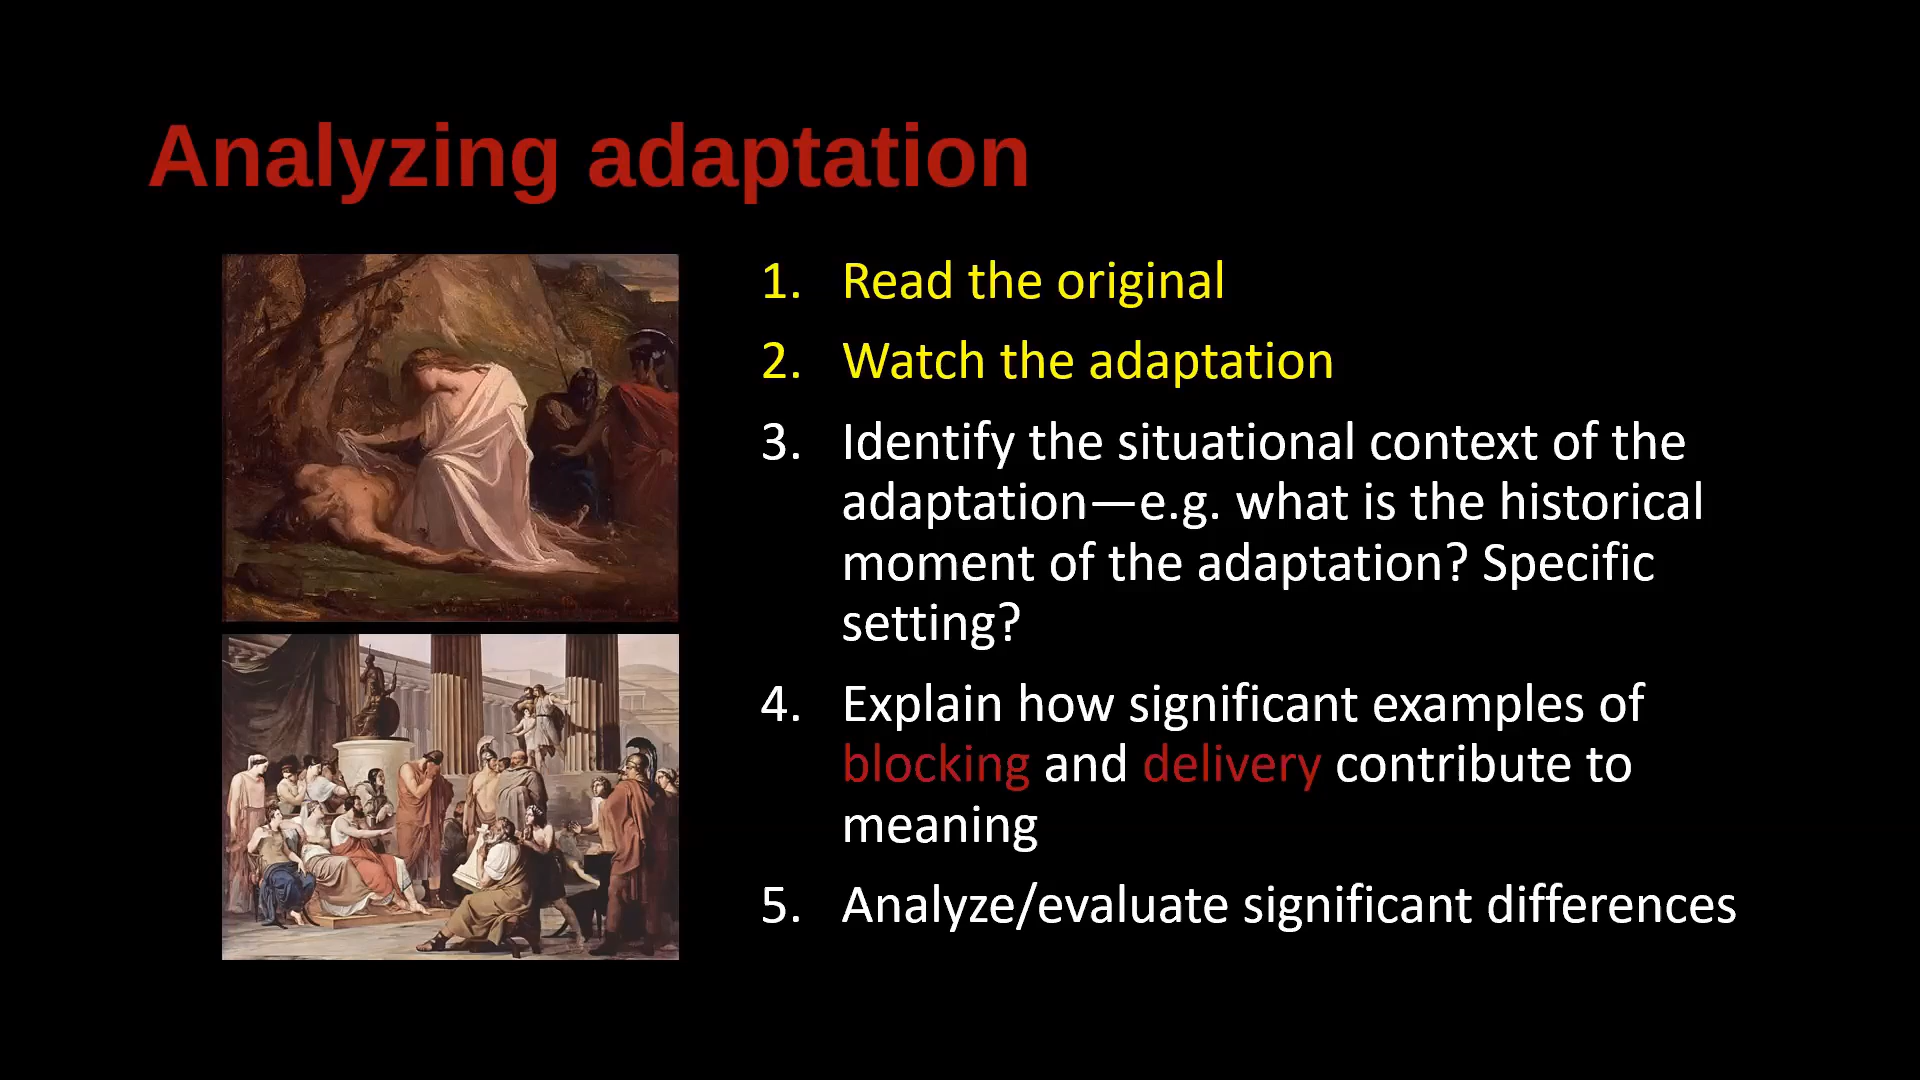 Analyzing adaptation
1. Read the original
2. Watch the adaptation
3. Identify the situational context of the
adaptation—e.g. what is the historical
moment of the adaptation? Specific
setting?
4. Explain how significant examples of
blocking and delivery contribute to
meaning
5. Analyze/evaluate significant differences